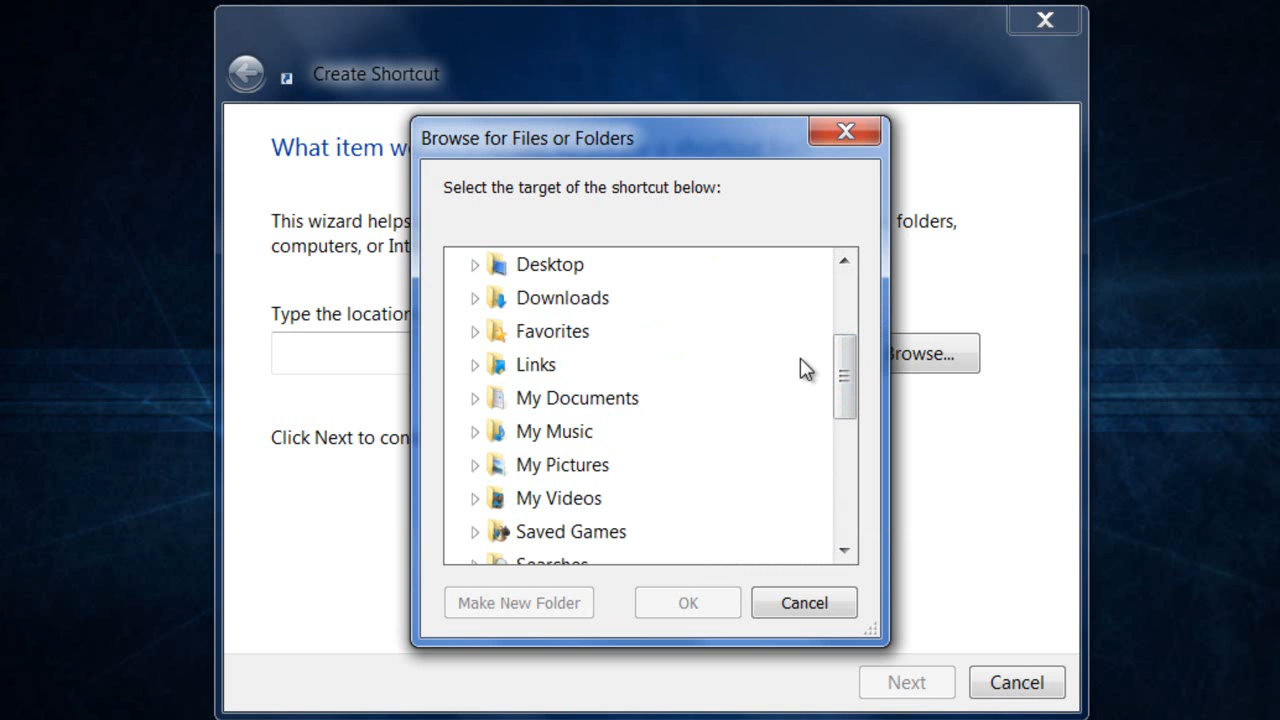 Create Shortcut
What item w
Browse for Files or Folders
Select the target of the shortcut below:
This wizard helps
folders,
computers, or Int
Desktop
Downloads
Type the location
Favorites
Browse...
Links
My Documents
Click Next to con
My Music
My Pictures
My Videos
Saved Games
Searches
Make New Folder
OK
Cancel
Next
Cancel